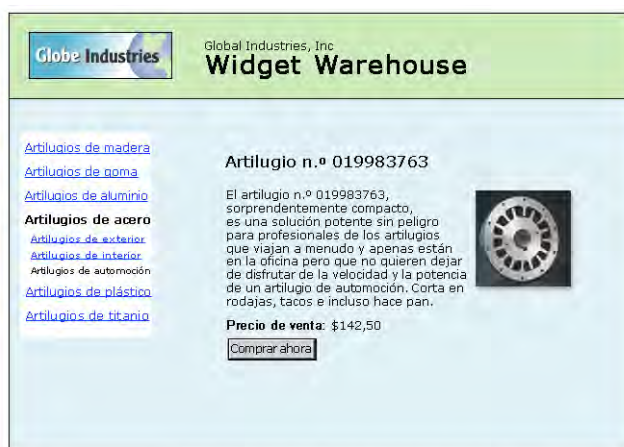 Globe Industries
Global Industries, Inc
Widget Warehouse
Artilugios de madera
Artilugios de goma
Artilugios de aluminio
Artilugios de acero
Artilugios de exterior
Artilugios de interior
Artilugios de automoción
Artilugios de plástico
Artilugios de titanio
Artilugio n.º 019983763
El artilugio n.º 019983763,
sorprendentemente compacto,
es una solución potente sin peligro
para profesionales de los artilugios
que viajan a menudo y apenas están
en la oficina pero que no quieren dejar
de disfrutar de la velocidad y la potencia
de un artilugio de automoción. Corta en
rodajas, tacos e incluso hace pan.
Precio de venta: $142,50
Comprar ahora